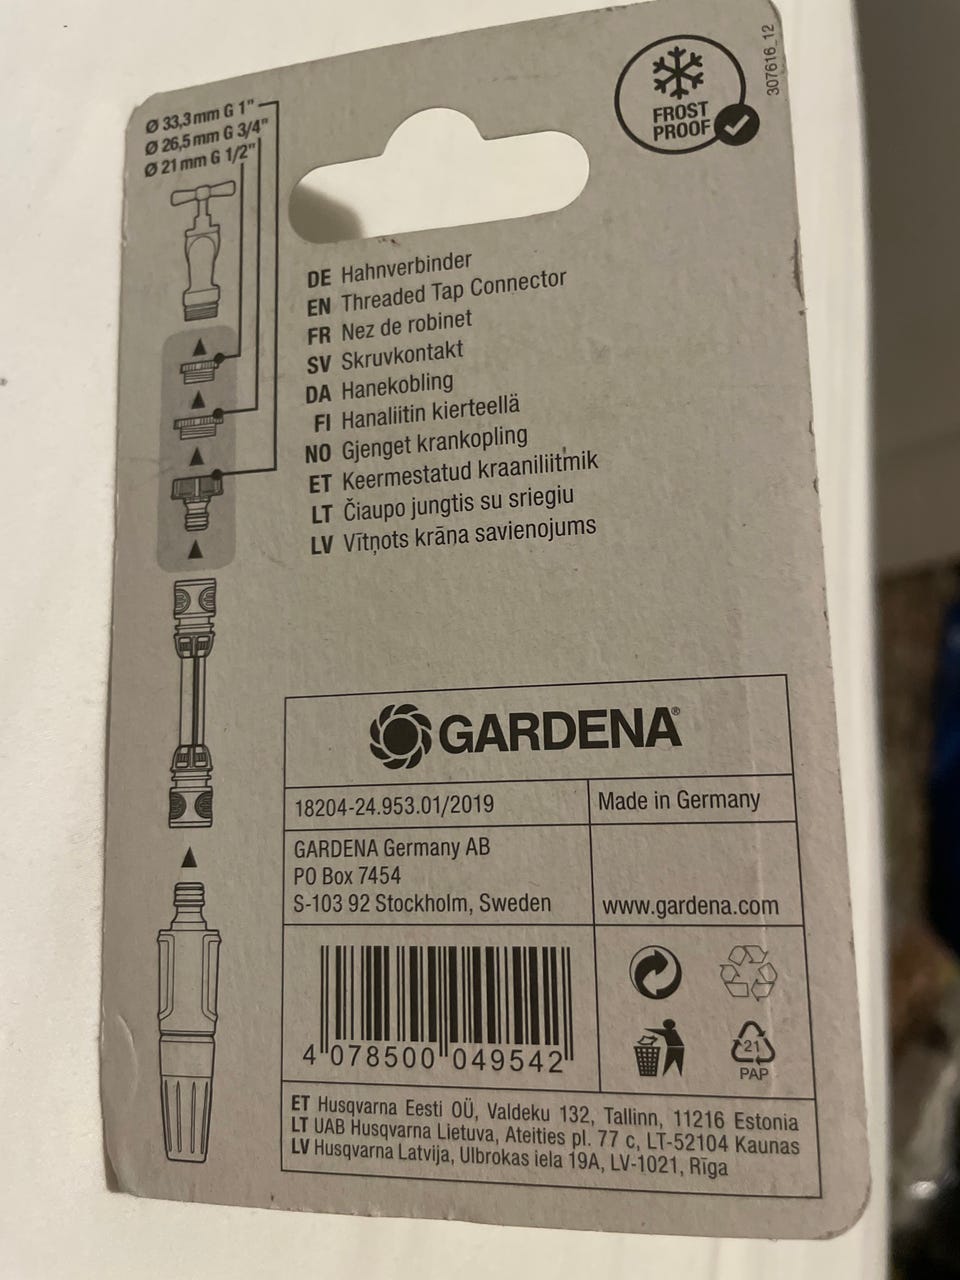 Ø 33,3 mm G 1"
Ø 26,5 mm G 3/4"
Ø 21 mm G 1/2"
FROST
PROOF
307616_12
DE Hahnverbinder
EN Threaded Tap Connector
FR Nez de robinet
SV Skruvkontakt
DA Hanekobling
FI Hanaliitin kierteellä
NO Gjenget krankopling
ET Keermestatud kraaniliitmik
LT Čiaupo jungtis su sriegiu
LV Vītņots krāna savienojums
GARDENA®
18204-24.953.01/2019
Made in Germany
GARDENA Germany AB
PO Box 7454
S-103 92 Stockholm, Sweden
www.gardena.com
4 078500 049542
21
PAP
ET Husqvarna Eesti OÜ, Valdeku 132, Tallinn, 11216 Estonia
LT UAB Husqvarna Lietuva, Ateities pl. 77 c, LT-52104 Kaunas
LV Husqvarna Latvija, Ulbrokas iela 19A, LV-1021, Rīga